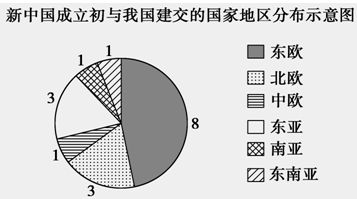 新中国成立初与我国建交的国家地区分布示意图
1
1
3
1
3
8
东欧
北欧
中欧
东亚
南亚
东南亚